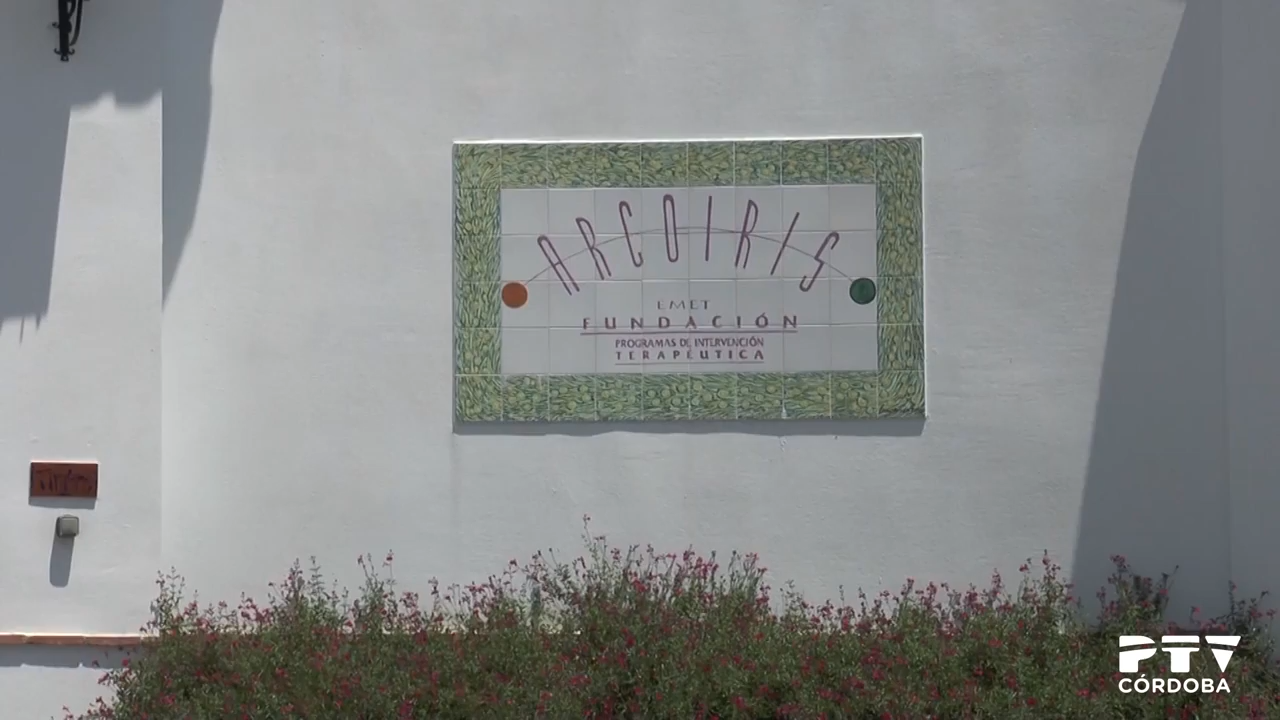 ARCOIRIS
EMET
FUNDACIÓN
PROGRAMAS DE INTERVENCIÓN
TERAPÉUTICA
PTV
CÓRDOBA